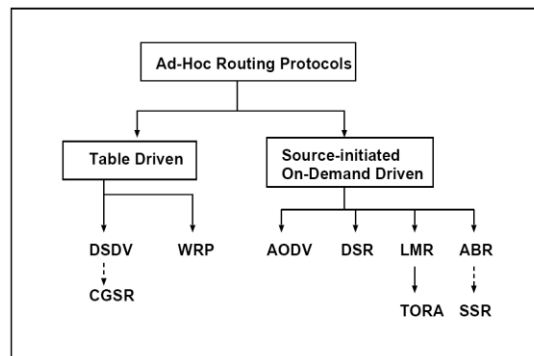 Ad-Hoc Routing Protocols
Table Driven
Source-initiated
On-Demand Driven
DSDV WRP AODV DSR LMR ABR
CGSR TORA SSR